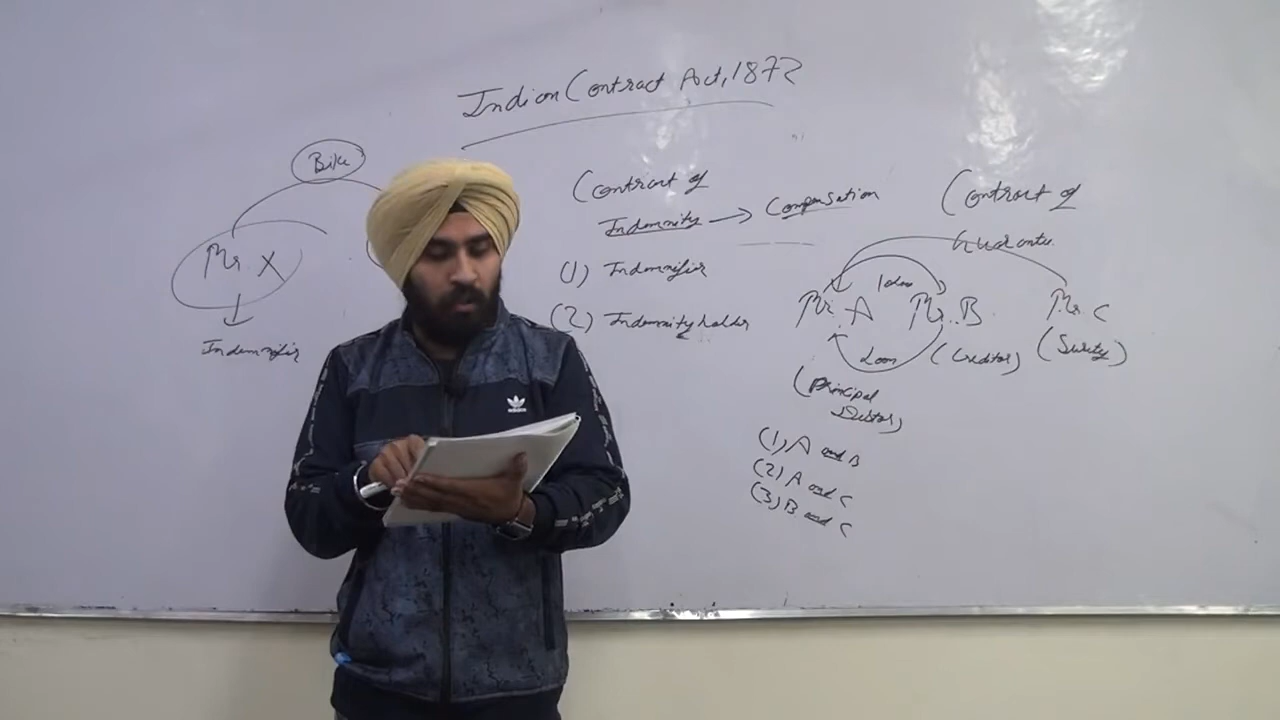 Indian Contract Act, 1872
Bike
Mr X
Indemnifier
Contract of
Indemnity → Compensation
(1) Indemnifier
(2) Indemnity holder
Contract of
Guarantee
Mr. A
Mr. B
Mr. C
Loan
(Creditor)
(Surety)
(Principal
Debtor)
(1) A and B
(2) A and C
(3) B and C
adidas